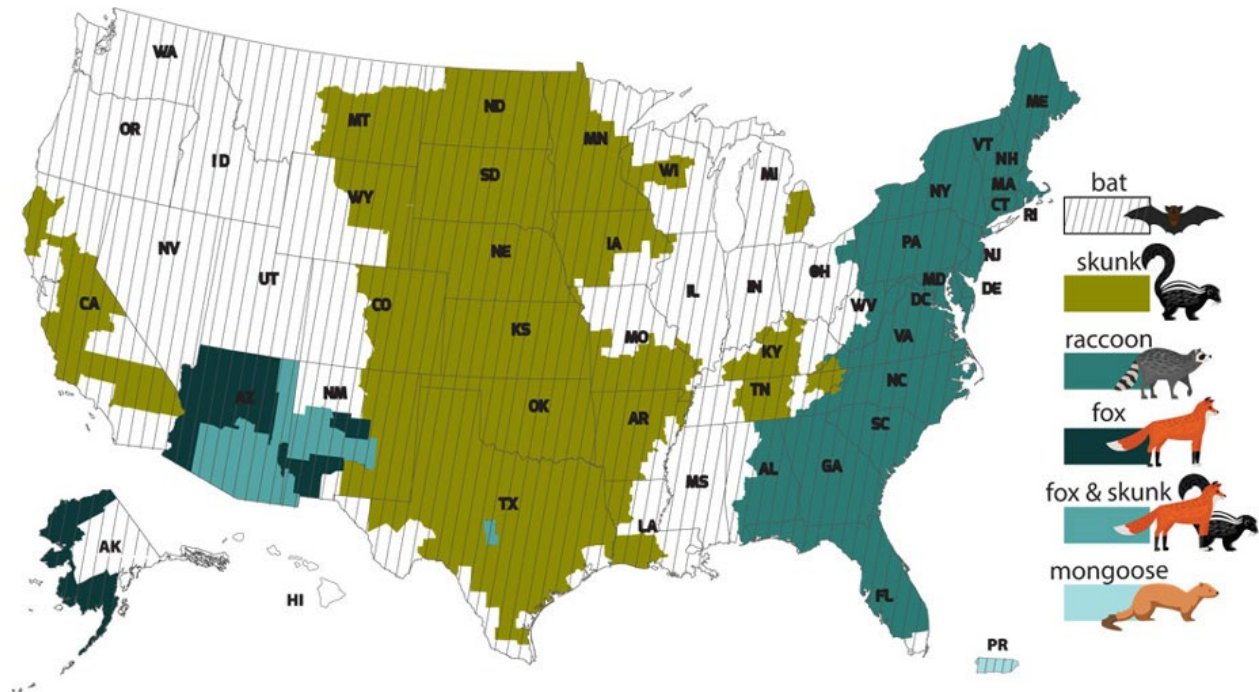 WA
ME
MT
ND
VT
OR
MN
NH
ID
WI
MI
SD
MA
NY
WY
CT
RI
IA
PA
NV
NE
OH
NJ
UT
MD
IL
IN
DE
DC
CA
CO
WV
KS
MO
VA
KY
NC
TN
NM
AZ
OK
AR
SC
MS
AL
GA
TX
LA
AK
FL
HI
PR
bat
skunk
raccoon
fox
fox & skunk
mongoose